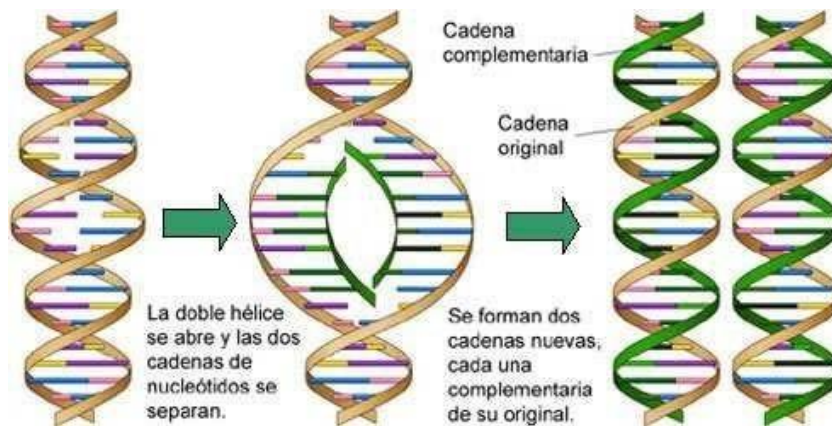 Cadena
complementaria
Cadena
original
La doble hélice
se abre y las dos
cadenas de
nucleótidos se
separan.
Se forman dos
cadenas nuevas,
cada una
complementaria
de su original.